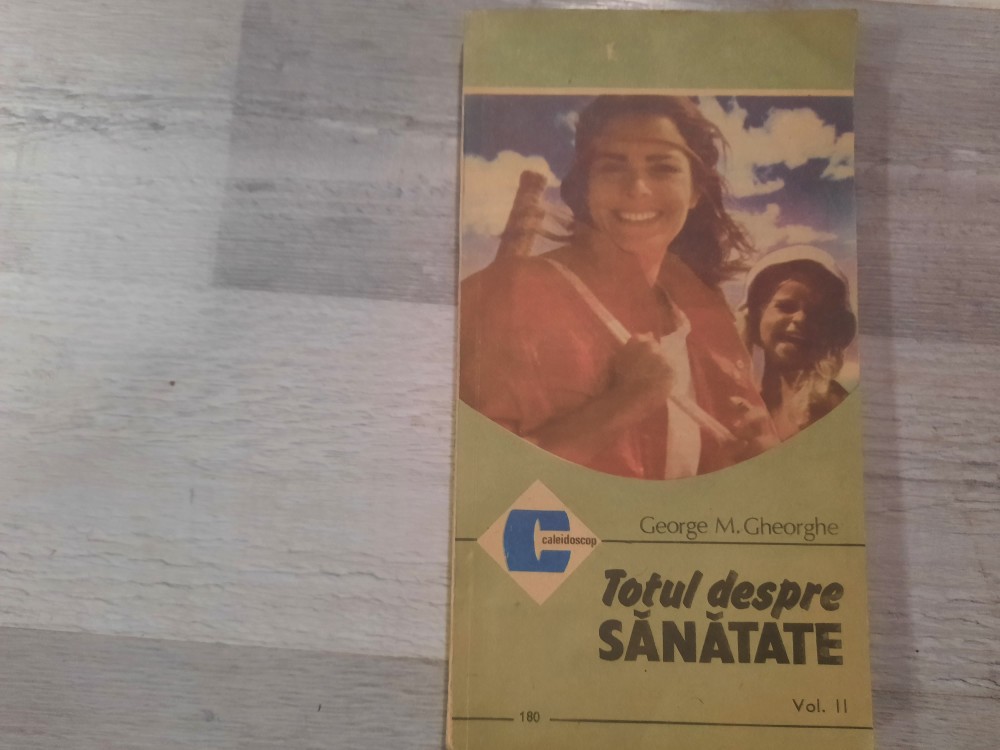 George M. Gheorghe
caleidoscop
Totul despre
SĂNĂTATE
Vol. II
180